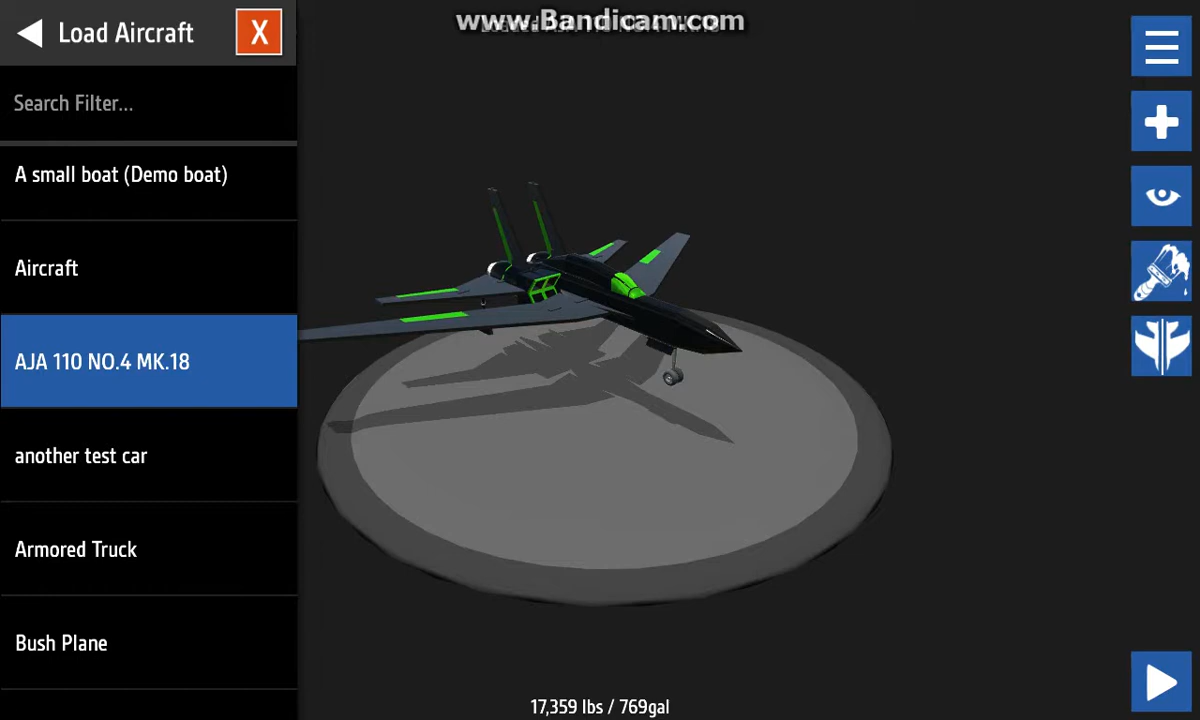 Load Aircraft
X
www.Bandicam.com
Search Filter...
A small boat (Demo boat)
Aircraft
AJA 110 NO.4 MK.18
another test car
Armored Truck
Bush Plane
17,359 lbs / 769gal